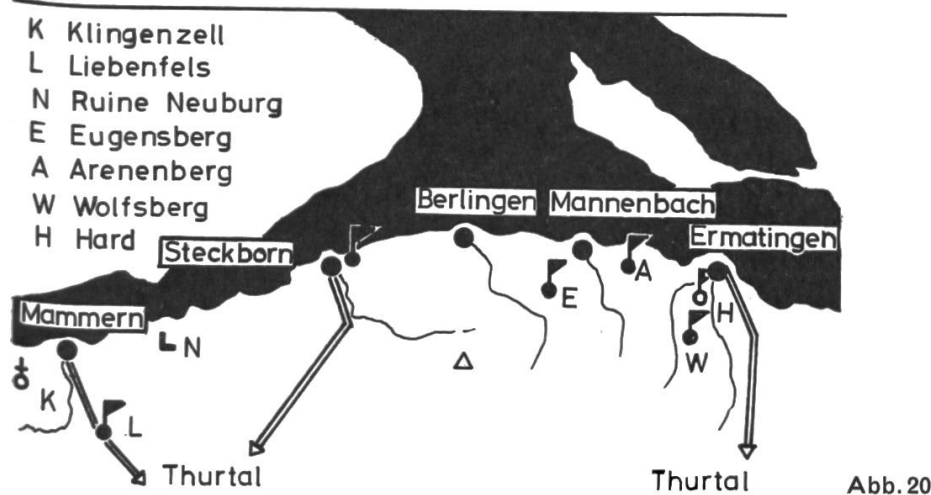 K Klingenzell
L Liebenfels
N Ruine Neuburg
E Eugensberg
A Arenenberg
W Wolfsberg
H Hard
Berlingen
Mannenbach
Steckborn
Ermatingen
Mammern
A
E
H
N
W
K
L
Thurtal
Thurtal
Abb. 20